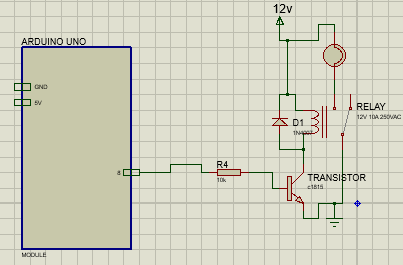 12v
ARDUINO UNO
GND
5V
RELAY
12V 10A 250VAC
D1
1N4007
8
R4
10k
TRANSISTOR
c1815
MODULE